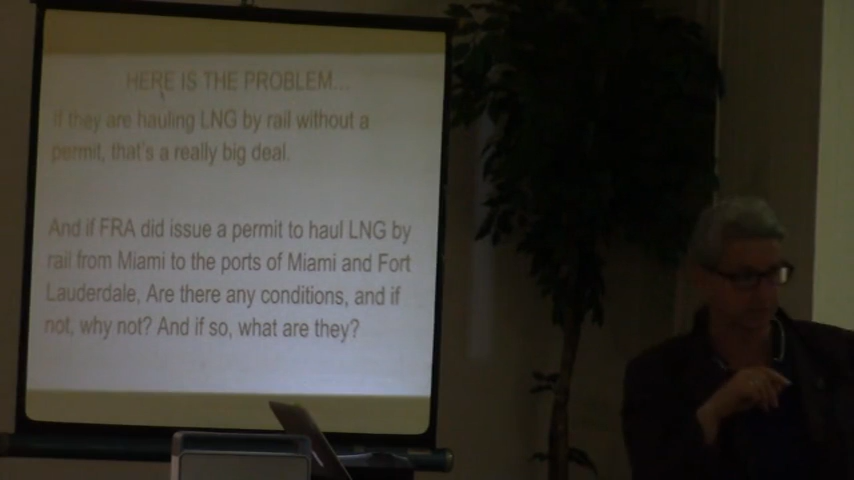 HERE IS THE PROBLEM...
If they are hauling LNG by rail without a
permit, that's a really big deal.
And if FRA did issue a permit to haul LNG by
rail from Miami to the ports of Miami and Fort
Lauderdale, Are there any conditions, and if
not, why not? And if so, what are they?